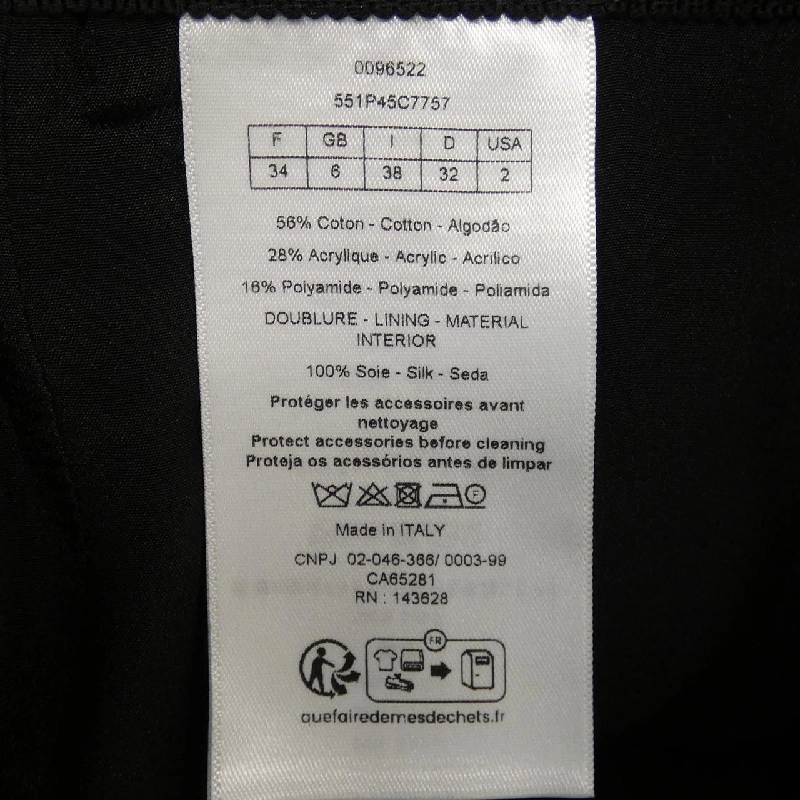 0096522
551P45C7757
F GB I D USA
34 6 38 32 2
56% Coton - Cotton - Algodão
28% Acrylique - Acrylic - Acrilico
16% Polyamide - Polyamide - Poliamida
DOUBLURE - LINING - MATERIAL
INTERIOR
100% Soie - Silk - Seda
Protéger les accessoires avant
nettoyage
Protect accessories before cleaning
Proteja os acessórios antes de limpar
F
Made in ITALY
CNPJ 02-046-366/ 0003-99
CA65281
RN : 143628
FR
quefairedemesdechets.fr